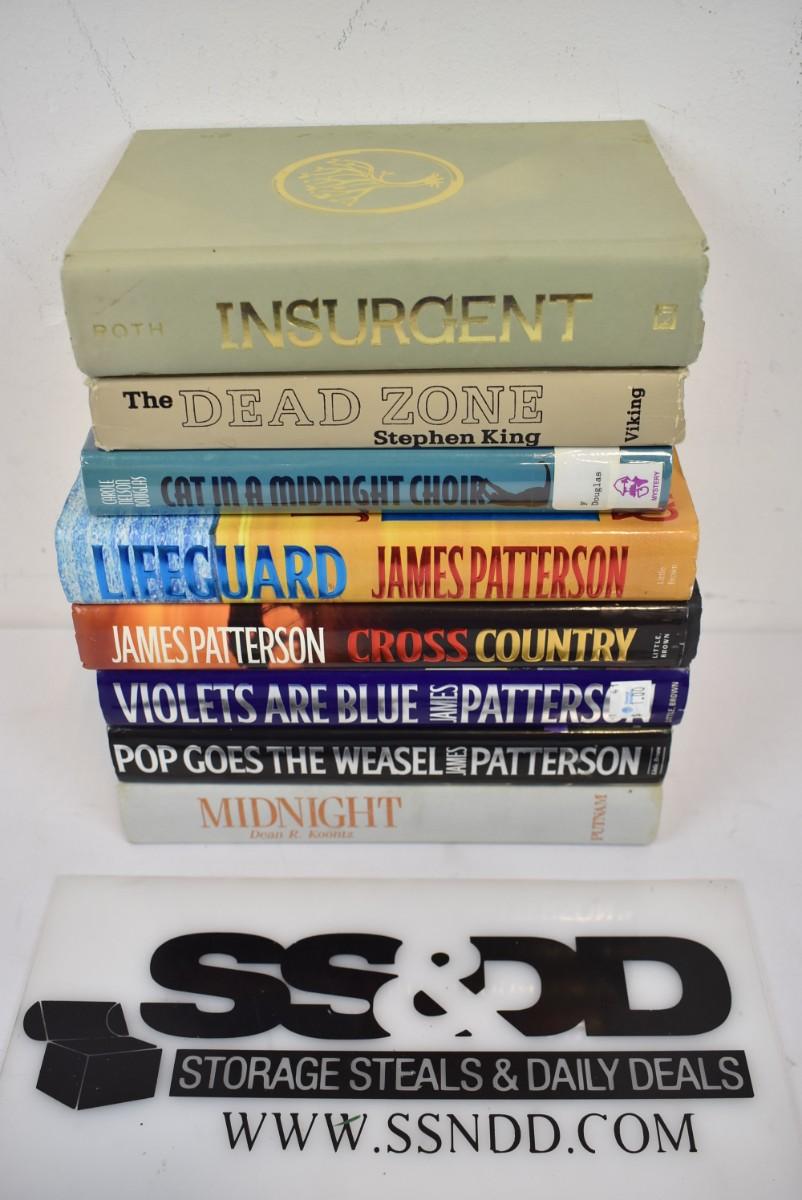 ROTH INSURGENT
The DEAD ZONE
Stephen King
Viking
CAROLE NELSON DOUGLAS CAT IN A MIDNIGHT CHOIR
F
Douglas
MYSTERY
LIFEGUARD JAMES PATTERSON
Little Brown
JAMES PATTERSON CROSS COUNTRY
LITTLE, BROWN
VIOLETS ARE BLUE JAMES PATTERSON
LITTLE, BROWN
POP GOES THE WEASEL JAMES PATTERSON
MIDNIGHT
Dean R. Koontz
PUTNAM
SS&DD
STORAGE STEALS & DAILY DEALS
WWW.SSNDD.COM